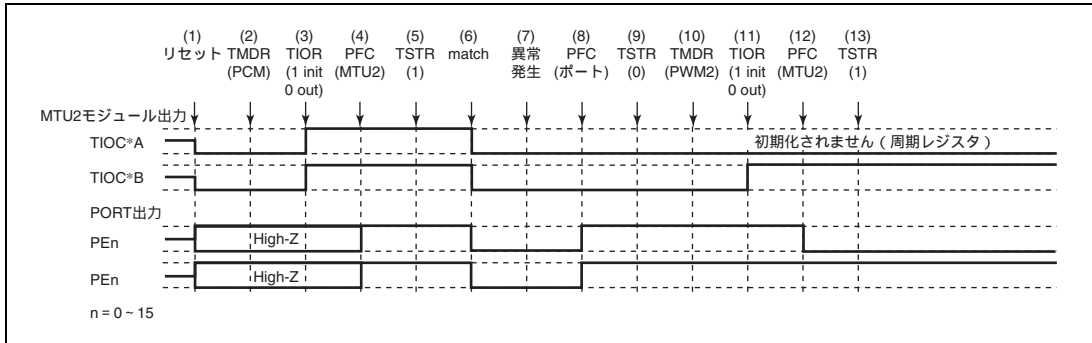 (1) (2) (3) (4) (5) (6) (7) (8) (9) (10) (11) (12) (13)
リセット TMDR TIOR PFC TSTR match 異常 PFC TSTR TMDR TIOR PFC TSTR
(PCM) (1 init (MTU2) (1) 発生 (ポート) (0) (PWM2) (1 init (MTU2) (1)
0 out) 0 out)
MTU2モジュール出力
TIOC*A 初期化されません(周期レジスタ)
TIOC*B
PORT出力
PEn High-Z
PEn High-Z
n = 0 ~ 15